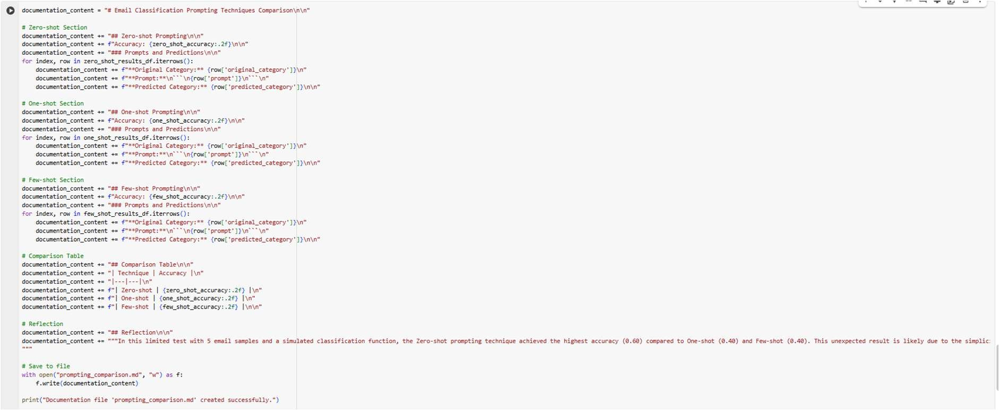 documentation_content = "# Email Classification Prompting Techniques Comparison\n\n"
# Zero-shot Section
documentation_content += "## Zero-shot Prompting\n\n"
documentation_content += f"Accuracy: {zero_shot_accuracy:.2f}\n\n"
documentation_content += "### Prompts and Predictions\n\n"
for index, row in zero_shot_results_df.iterrows():
    documentation_content += f"**Original Category:** {row['original_category']}\n"
    documentation_content += f"**Prompt:**\n```\n{row['prompt']}\n```\n"
    documentation_content += f"**Predicted Category:** {row['predicted_category']}\n\n"
# One-shot Section
documentation_content += "## One-shot Prompting\n\n"
documentation_content += f"Accuracy: {one_shot_accuracy:.2f}\n\n"
documentation_content += "### Prompts and Predictions\n\n"
for index, row in one_shot_results_df.iterrows():
    documentation_content += f"**Original Category:** {row['original_category']}\n"
    documentation_content += f"**Prompt:**\n```\n{row['prompt']}\n```\n"
    documentation_content += f"**Predicted Category:** {row['predicted_category']}\n\n"
# Few-shot Section
documentation_content += "## Few-shot Prompting\n\n"
documentation_content += f"Accuracy: {few_shot_accuracy:.2f}\n\n"
documentation_content += "### Prompts and Predictions\n\n"
for index, row in few_shot_results_df.iterrows():
    documentation_content += f"**Original Category:** {row['original_category']}\n"
    documentation_content += f"**Prompt:**\n```\n{row['prompt']}\n```\n"
    documentation_content += f"**Predicted Category:** {row['predicted_category']}\n\n"
# Comparison Table
documentation_content += "## Comparison Table\n\n"
documentation_content += "| Technique | Accuracy |\n"
documentation_content += "|---|---|\n"
documentation_content += f"| Zero-shot | {zero_shot_accuracy:.2f} |\n"
documentation_content += f"| One-shot | {one_shot_accuracy:.2f} |\n"
documentation_content += f"| Few-shot | {few_shot_accuracy:.2f} |\n\n"
# Reflection
documentation_content += "## Reflection\n\n"
documentation_content += """In this limited test with 5 email samples and a simulated classification function, the Zero-shot prompting technique achieved the highest accuracy (0.60) compared to One-shot (0.40) and Few-shot (0.40). This unexpected result is likely due to the simplic
"""
# Save to file
with open("prompting_comparison.md", "w") as f:
    f.write(documentation_content)
print("Documentation file 'prompting_comparison.md' created successfully.")